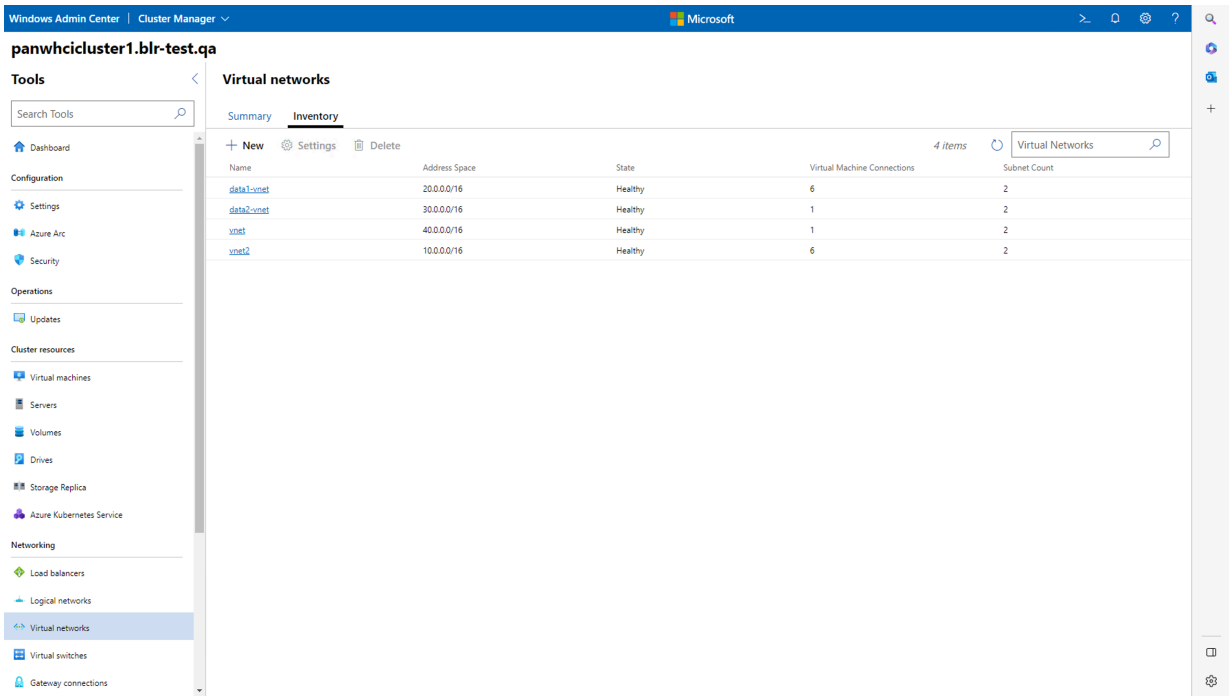 Windows Admin Center | Cluster Manager
Microsoft
panwhcicluster1.blr-test.qa
Tools
Search Tools
Dashboard
Configuration
Settings
Azure Arc
Security
Operations
Updates
Cluster resources
Virtual machines
Servers
Volumes
Drives
Storage Replica
Azure Kubernetes Service
Networking
Load balancers
Logical networks
Virtual networks
Virtual switches
Gateway connections
Virtual networks
Summary Inventory
New Settings Delete 4 items Virtual Networks
Name Address Space State Virtual Machine Connections Subnet Count
data1-vnet 20.0.0.0/16 Healthy 6 2
data2-vnet 30.0.0.0/16 Healthy 1 2
vnet 40.0.0.0/16 Healthy 1 2
vnet2 10.0.0.0/16 Healthy 6 2